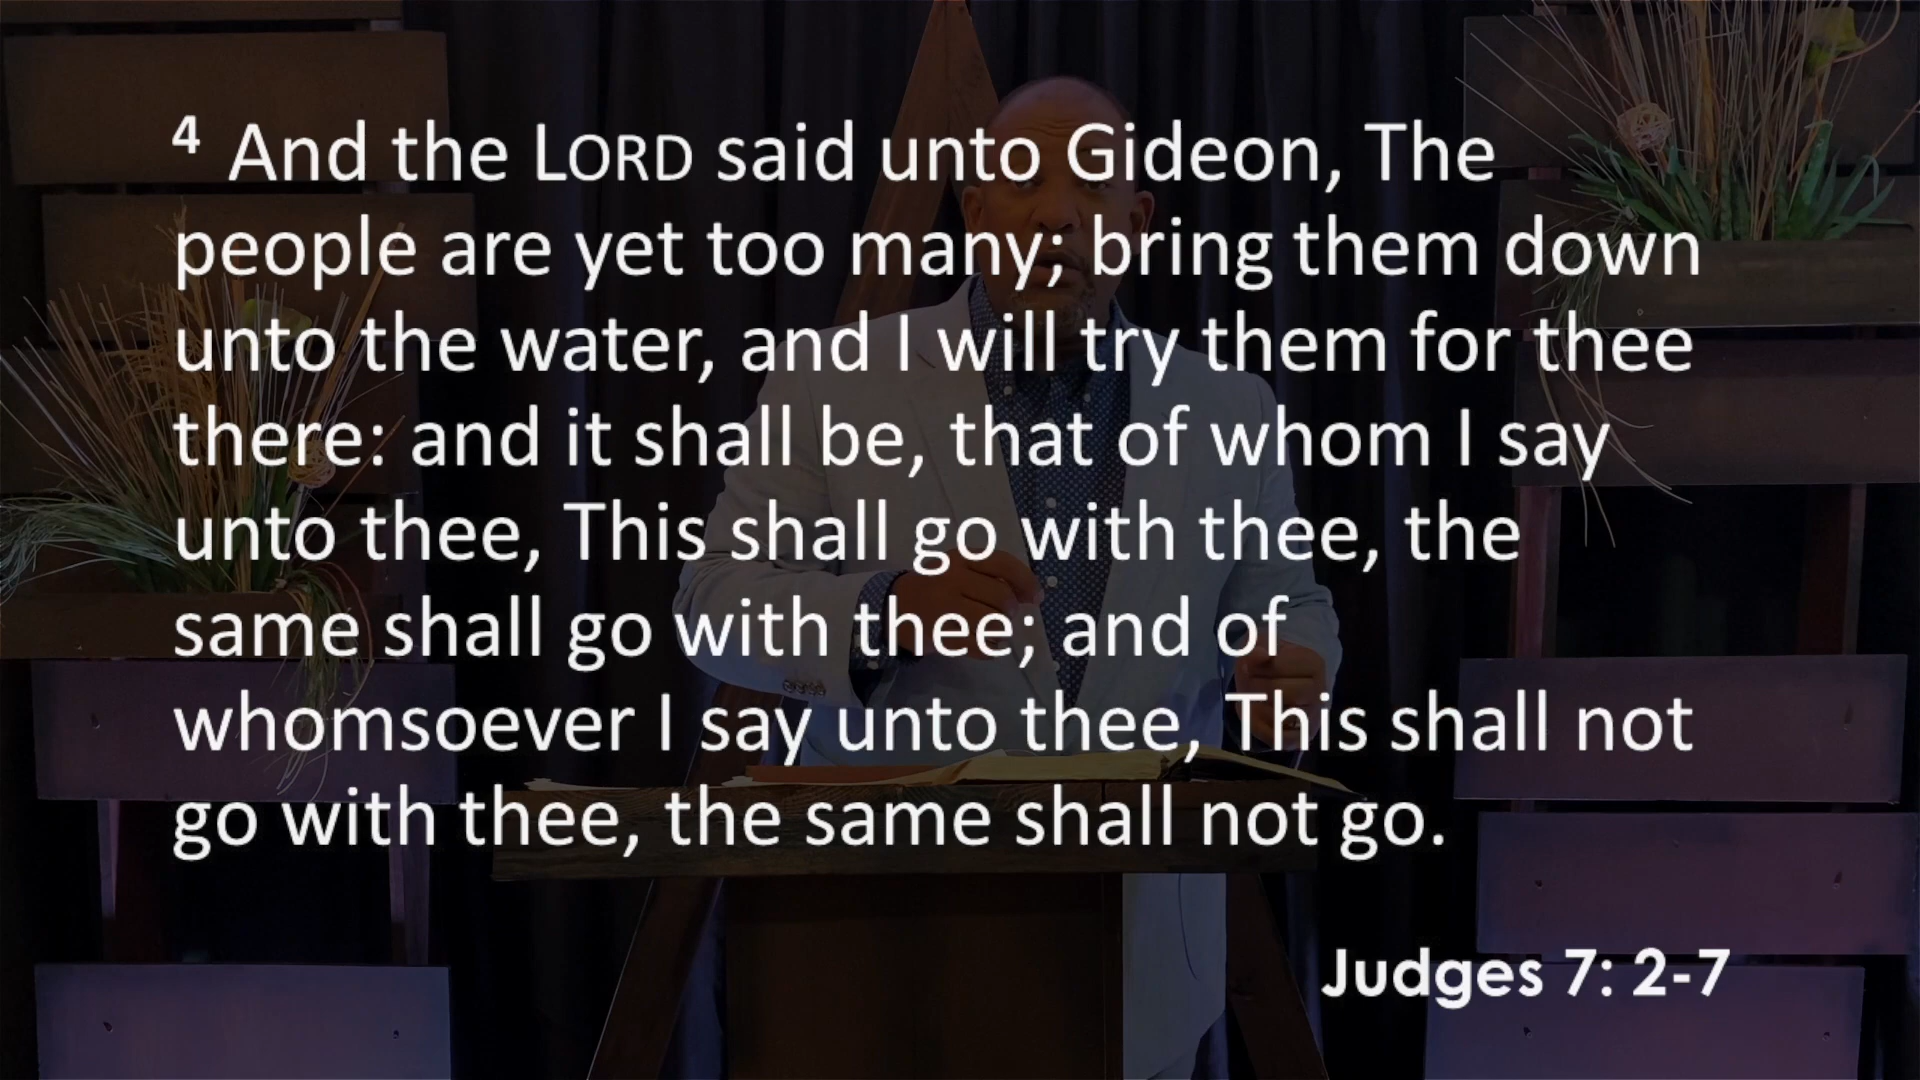 4 And the LORD said unto Gideon, The
people are yet too many; bring them down
unto the water, and I will try them for thee
there: and it shall be, that of whom I say
unto thee, This shall go with thee, the
same shall go with thee; and of
whomsoever I say unto thee, This shall not
go with thee, the same shall not go.
Judges 7: 2-7